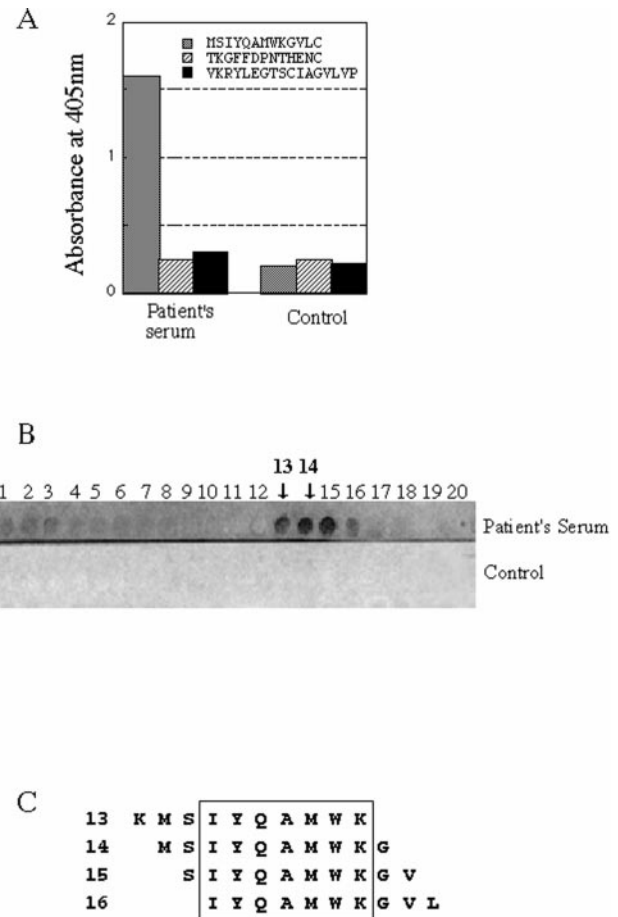 A
2
MSIYQAMWKGVLC
TKGFFDPNTHENC
VKRYLEGTSCIAGVLVP
1
0
Absorbance at 405nm
Patient's
serum
Control
B
13 14
1 2 3 4 5 6 7 8 9 10 11 12 ↓ ↓ 15 16 17 18 19 20
Patient's Serum
Control
C
13 K M S I Y Q A M W K
14 M S I Y Q A M W K G
15 S I Y Q A M W K G V
16 I Y Q A M W K G V L